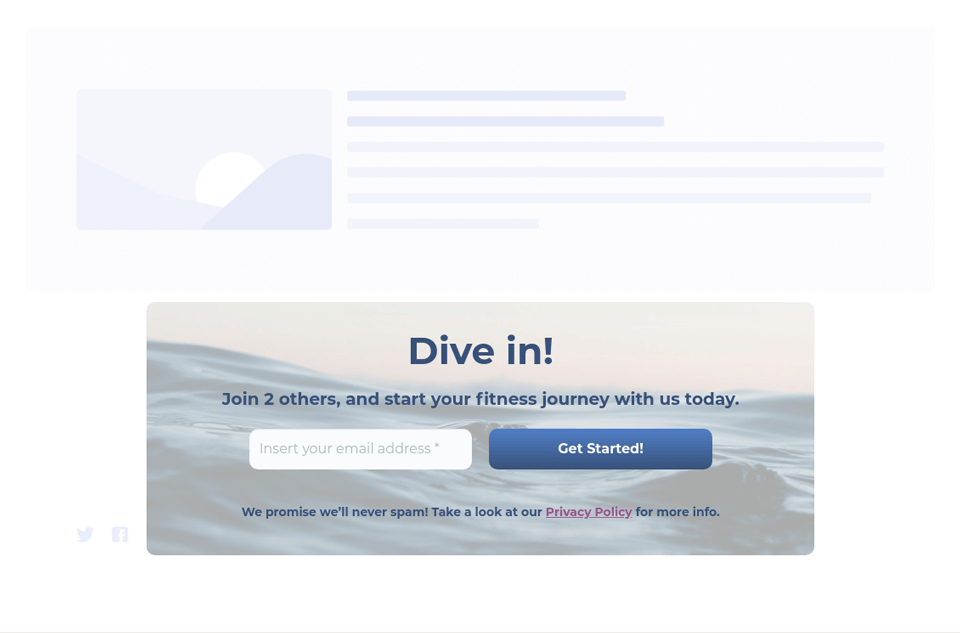 Dive in!
Join 2 others, and start your fitness journey with us today.
Insert your email address *
Get Started!
We promise we’ll never spam! Take a look at our Privacy Policy for more info.